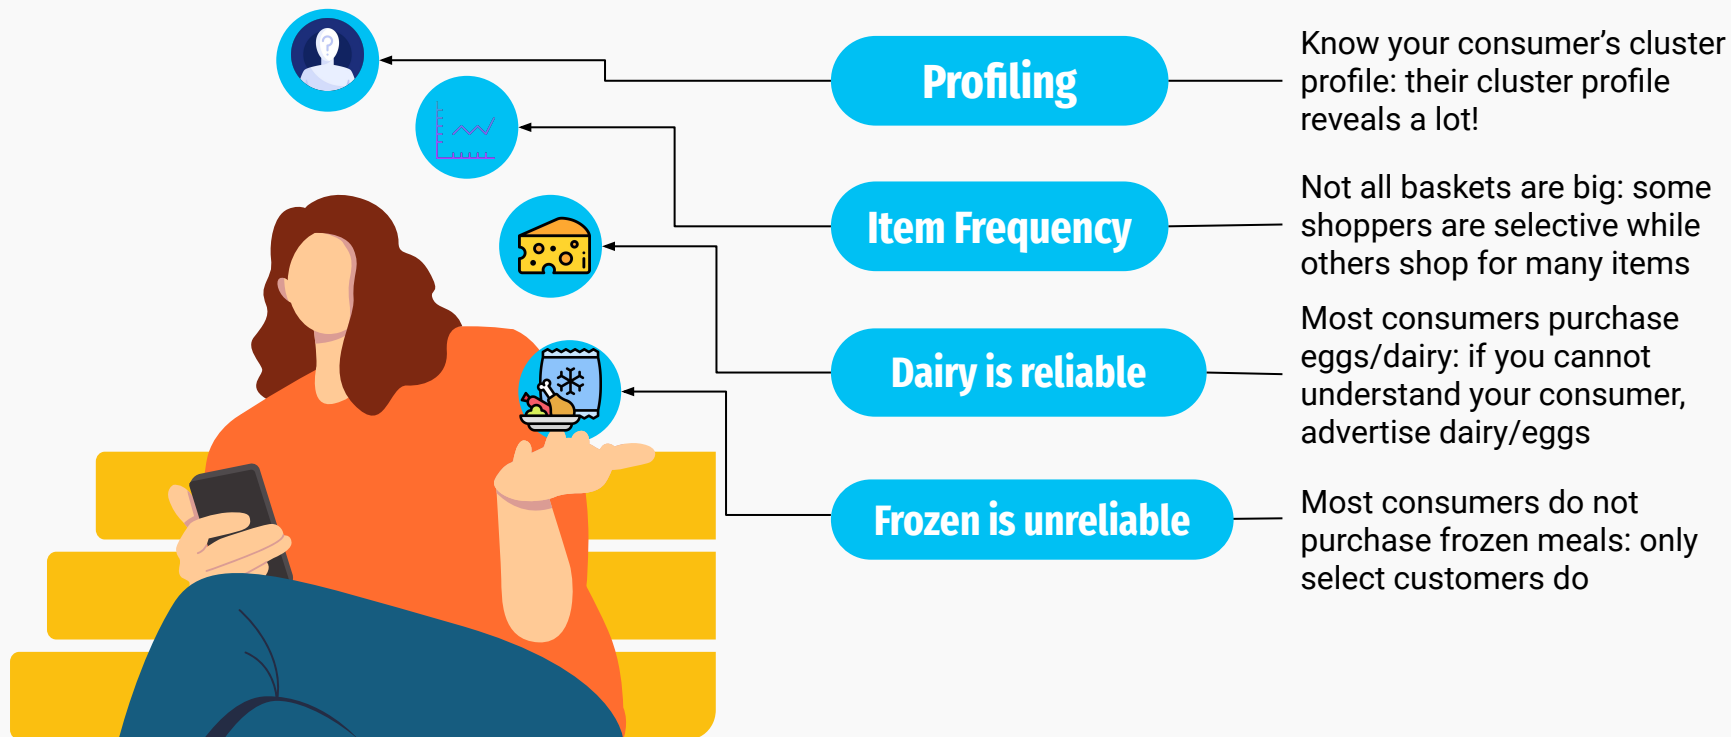 Profiling
Know your consumer’s cluster
profile: their cluster profile
reveals a lot!
Item Frequency
Not all baskets are big: some
shoppers are selective while
others shop for many items
Dairy is reliable
Most consumers purchase
eggs/dairy: if you cannot
understand your consumer,
advertise dairy/eggs
Frozen is unreliable
Most consumers do not
purchase frozen meals: only
select customers do